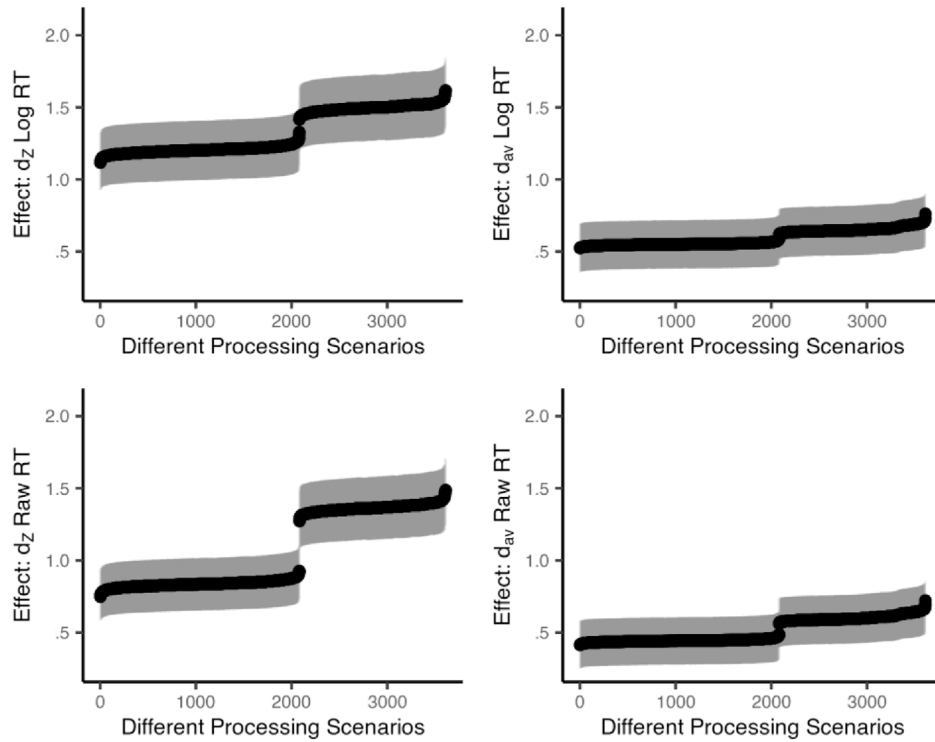 Effect: dZ Log RT
2.0
1.5
1.0
.5
0 1000 2000 3000
Different Processing Scenarios
Effect: dav Log RT
2.0
1.5
1.0
.5
0 1000 2000 3000
Different Processing Scenarios
Effect: dZ Raw RT
2.0
1.5
1.0
.5
0 1000 2000 3000
Different Processing Scenarios
Effect: dav Raw RT
2.0
1.5
1.0
.5
0 1000 2000 3000
Different Processing Scenarios